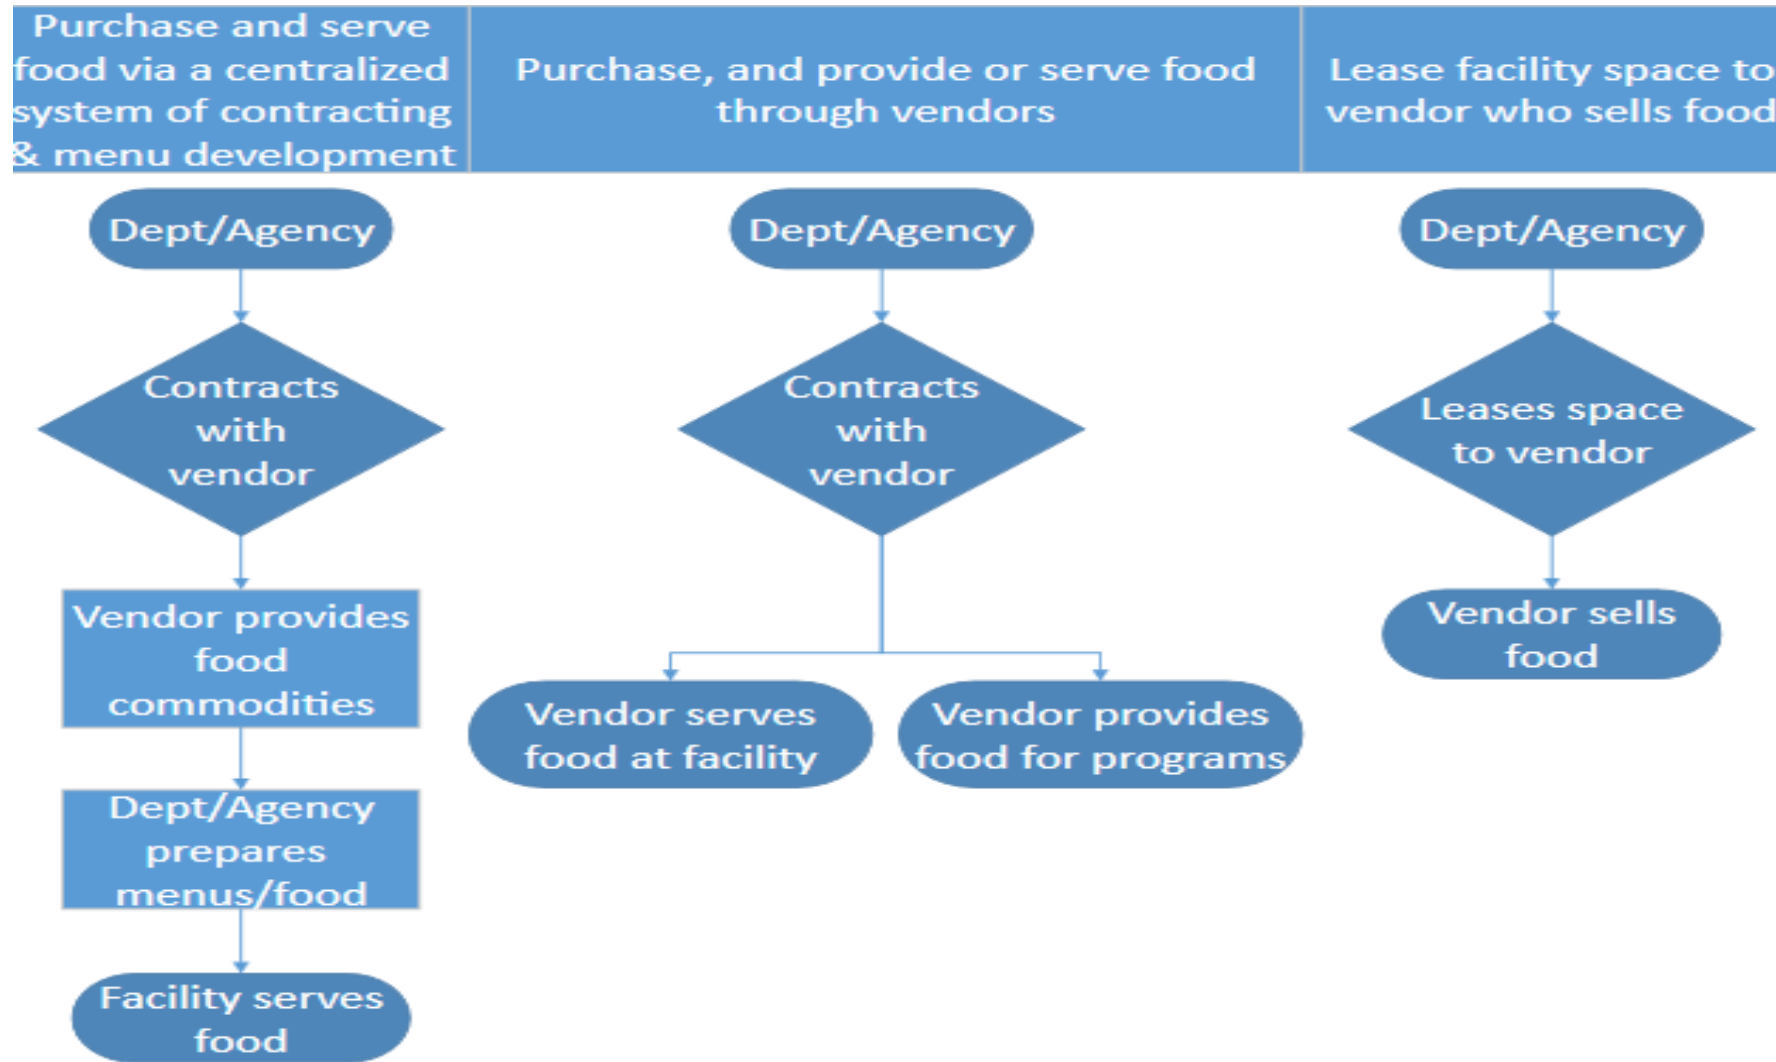 Purchase and serve
food via a centralized
system of contracting
& menu development
Purchase, and provide or serve food
through vendors
Lease facility space to
vendor who sells food
Dept/Agency
Contracts
with
vendor
Vendor provides
food
commodities
Dept/Agency
prepares
menus/food
Facility serves
food
Dept/Agency
Contracts
with
vendor
Vendor serves
food at facility
Vendor provides
food for programs
Dept/Agency
Leases space
to vendor
Vendor sells
food